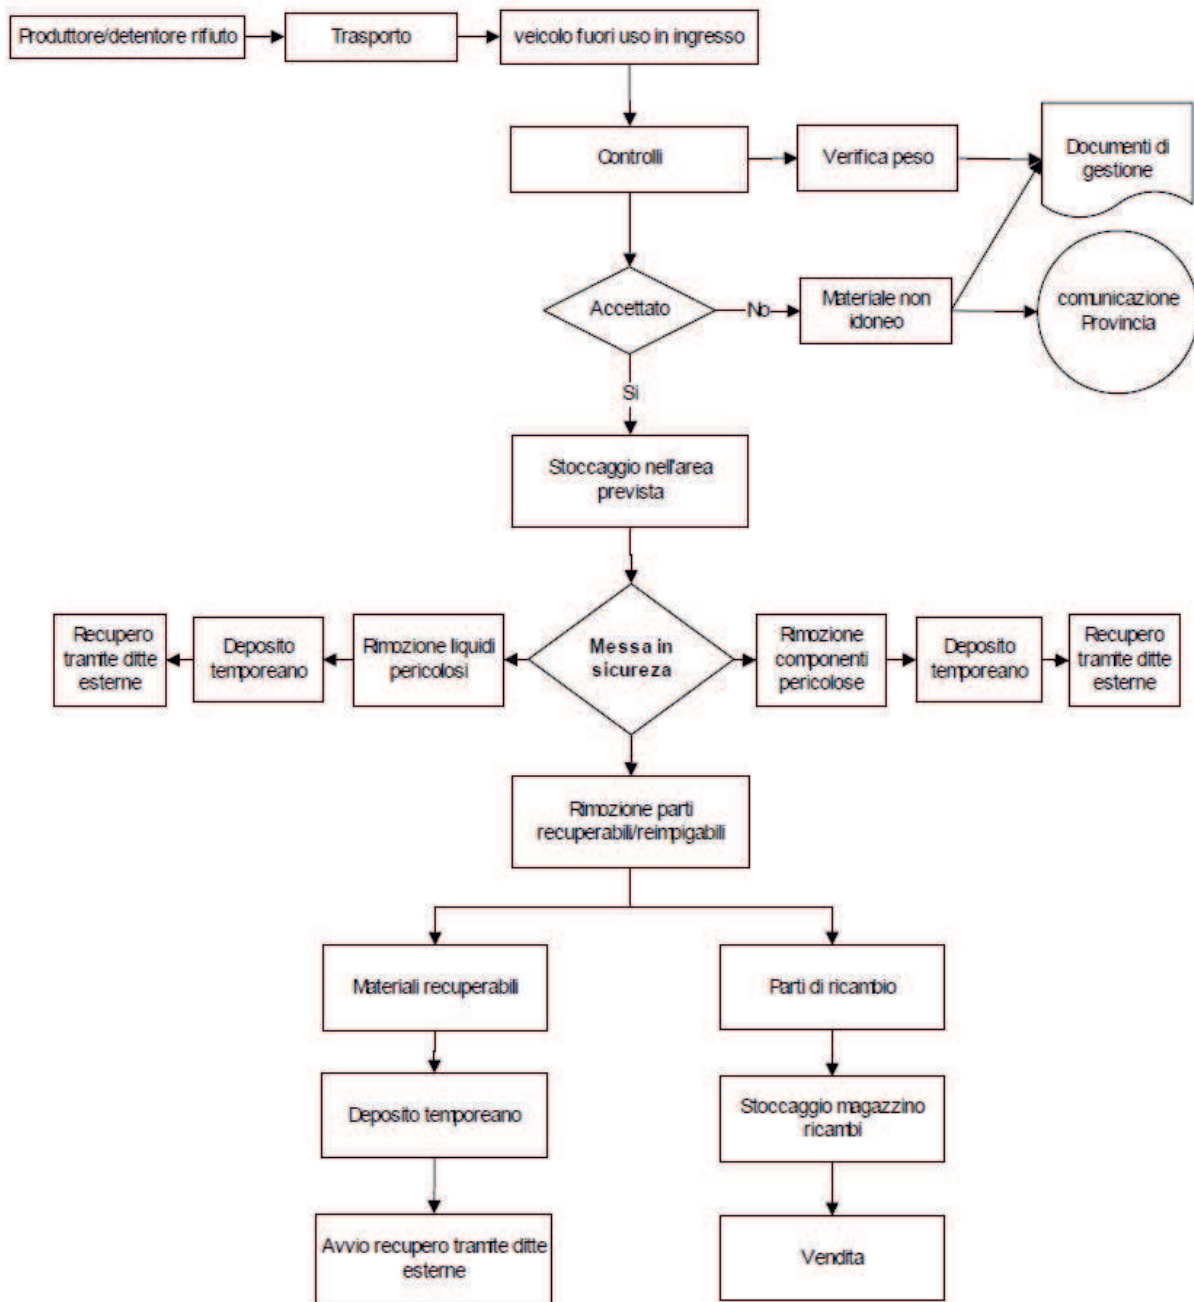 Produttore/detentore rifiuto
Trasporto
veicolo fuori uso in ingresso
Controlli
Verifica peso
Documenti di
gestione
Accettato
No
Materiale non
idoneo
comunicazione
Provincia
Si
Stoccaggio nell'area
prevista
Recupero
tramite ditte
esterne
Deposito
temporeano
Rimozione liquidi
pericolosi
Messa in
sicureza
Rimozione
componenti
pericolose
Deposito
temporeano
Recupero
tramite ditte
esterne
Rimozione parti
recuperabili/reimpigabili
Materiali recuperabili
Parti di ricambio
Deposito temporeano
Stoccaggio magazzino
ricambi
Avvio recupero tramite ditte
esterne
Vendita